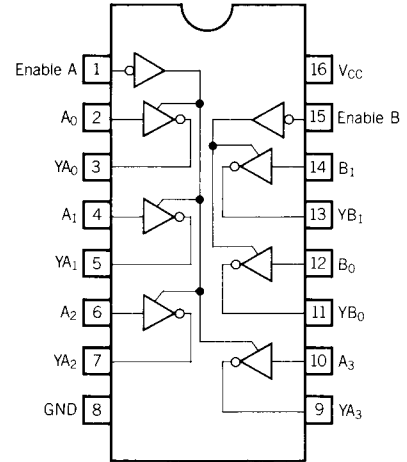 Enable A 1
A₀ 2
YA₀ 3
A₁ 4
YA₁ 5
A₂ 6
YA₂ 7
GND 8
16 V_CC
15 Enable B
14 B₁
13 YB₁
12 B₀
11 YB₀
10 A₃
9 YA₃